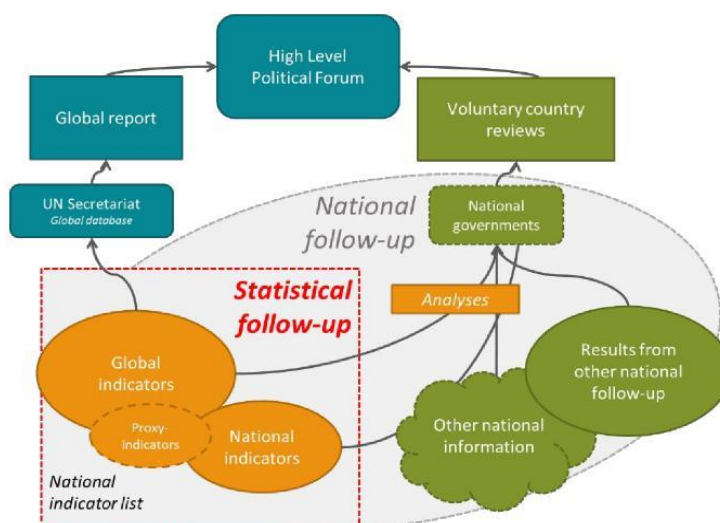 High Level
Political Forum
Global report
Voluntary country
reviews
UN Secretariat
Global database
National
governments
National
follow-up
Statistical
follow-up
Analyses
Global
indicators
Results from
other national
follow-up
Proxy-
indicators
National
indicators
Other national
information
National
indicator list